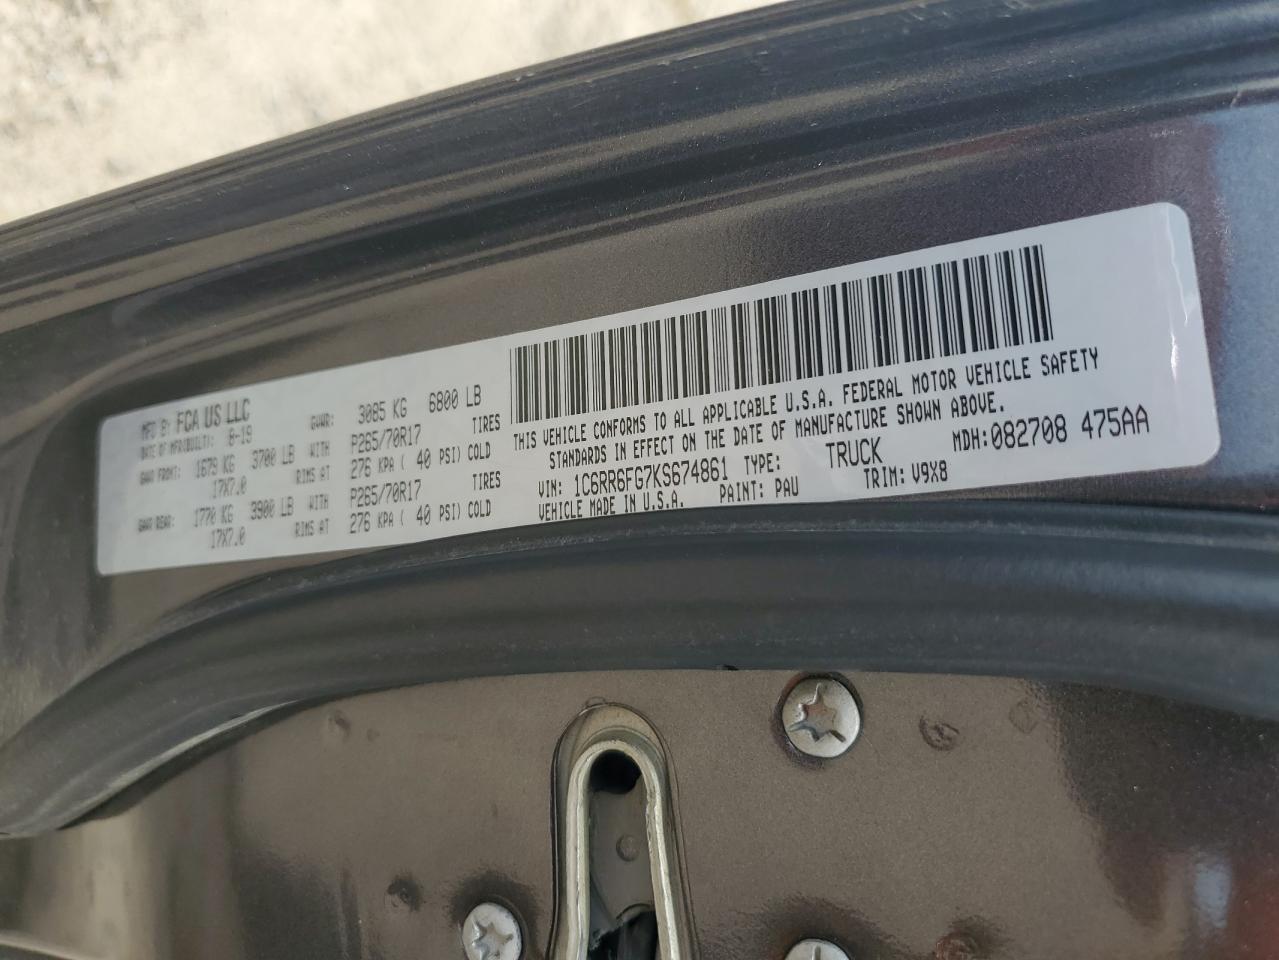 MFD BY FCA US LLC
DATE OF MFR(BUILT): 8-19 GVWR: 3085 KG 6800 LB
GAWR FRONT: 1679 KG 3700 LB WITH P265/70R17 TIRES
17X7.0 RIMS AT 276 KPA ( 40 PSI) COLD
GAWR REAR: 1770 KG 3900 LB WITH P265/70R17 TIRES
17X7.0 RIMS AT 276 KPA ( 40 PSI) COLD
THIS VEHICLE CONFORMS TO ALL APPLICABLE U.S.A. FEDERAL MOTOR VEHICLE SAFETY
STANDARDS IN EFFECT ON THE DATE OF MANUFACTURE SHOWN ABOVE.
VIN: 1C6RR6FG7KS674861 TYPE: TRUCK MDH:082708 475AA
VEHICLE MADE IN U.S.A. PAINT: PAU TRIM: V9X8